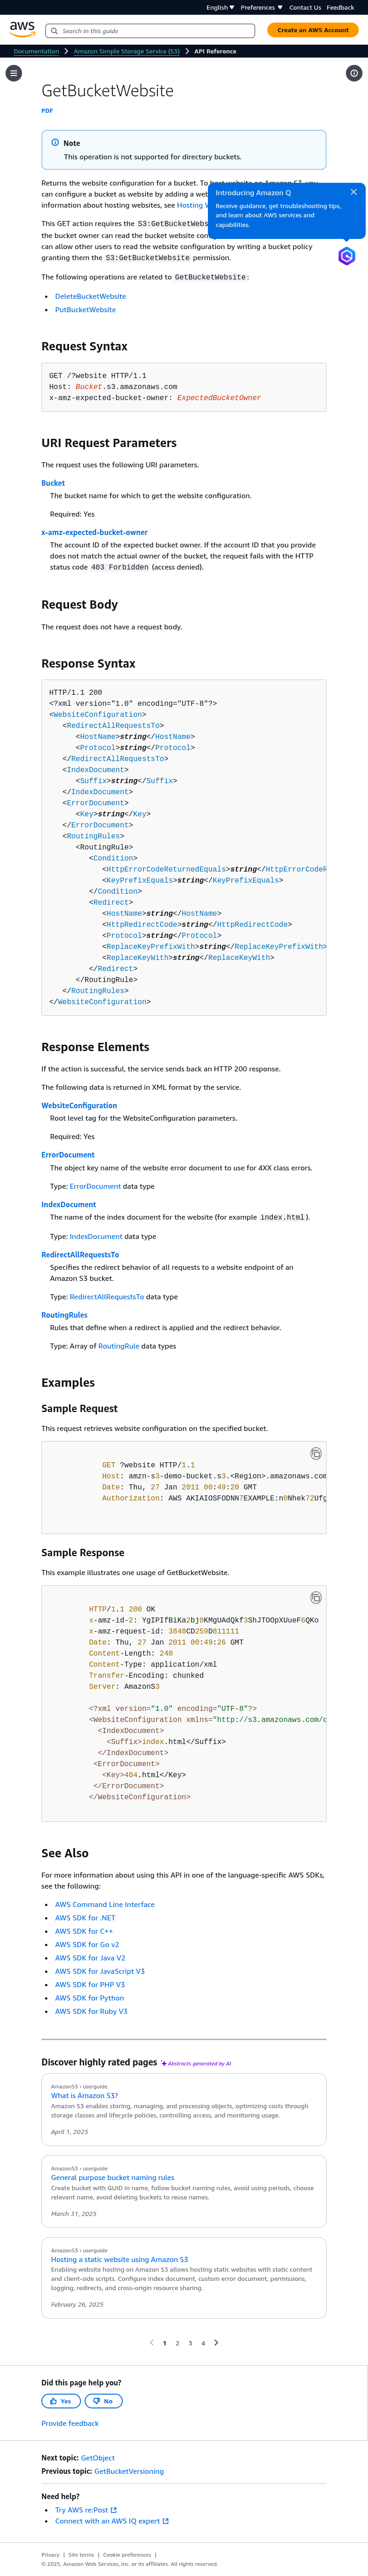 English Preferences Contact Us Feedback
aws Search in this guide Create an AWS Account
Documentation Amazon Simple Storage Service (S3) API Reference
GetBucketWebsite
PDF
Note
This operation is not supported for directory buckets.
Returns the website configuration for a bucket. To host website on Amazon S3, you
can configure a bucket as website by adding a web
information about hosting websites, see Hosting W
This GET action requires the S3:GetBucketWebs
the bucket owner can read the bucket website con
can allow other users to read the website configuration by writing a bucket policy
granting them the S3:GetBucketWebsite permission.
Introducing Amazon Q
Receive guidance, get troubleshooting tips,
and learn about AWS services and
capabilities.
The following operations are related to GetBucketWebsite:
DeleteBucketWebsite
PutBucketWebsite
Request Syntax
GET /?website HTTP/1.1
Host: Bucket.s3.amazonaws.com
x-amz-expected-bucket-owner: ExpectedBucketOwner
URI Request Parameters
The request uses the following URI parameters.
Bucket
The bucket name for which to get the website configuration.
Required: Yes
x-amz-expected-bucket-owner
The account ID of the expected bucket owner. If the account ID that you provide
does not match the actual owner of the bucket, the request fails with the HTTP
status code 403 Forbidden (access denied).
Request Body
The request does not have a request body.
Response Syntax
HTTP/1.1 200
<?xml version="1.0" encoding="UTF-8"?>
<WebsiteConfiguration>
<RedirectAllRequestsTo>
<HostName>string</HostName>
<Protocol>string</Protocol>
</RedirectAllRequestsTo>
<IndexDocument>
<Suffix>string</Suffix>
</IndexDocument>
<ErrorDocument>
<Key>string</Key>
</ErrorDocument>
<RoutingRules>
<RoutingRule>
<Condition>
<HttpErrorCodeReturnedEquals>string</HttpErrorCodeR
<KeyPrefixEquals>string</KeyPrefixEquals>
</Condition>
<Redirect>
<HostName>string</HostName>
<HttpRedirectCode>string</HttpRedirectCode>
<Protocol>string</Protocol>
<ReplaceKeyPrefixWith>string</ReplaceKeyPrefixWith>
<ReplaceKeyWith>string</ReplaceKeyWith>
</Redirect>
</RoutingRule>
</RoutingRules>
</WebsiteConfiguration>
Response Elements
If the action is successful, the service sends back an HTTP 200 response.
The following data is returned in XML format by the service.
WebsiteConfiguration
Root level tag for the WebsiteConfiguration parameters.
Required: Yes
ErrorDocument
The object key name of the website error document to use for 4XX class errors.
Type: ErrorDocument data type
IndexDocument
The name of the index document for the website (for example index.html).
Type: IndexDocument data type
RedirectAllRequestsTo
Specifies the redirect behavior of all requests to a website endpoint of an
Amazon S3 bucket.
Type: RedirectAllRequestsTo data type
RoutingRules
Rules that define when a redirect is applied and the redirect behavior.
Type: Array of RoutingRule data types
Examples
Sample Request
This request retrieves website configuration on the specified bucket.
GET ?website HTTP/1.1
Host: amzn-s3-demo-bucket.s3.<Region>.amazonaws.com
Date: Thu, 27 Jan 2011 00:49:20 GMT
Authorization: AWS AKIAIOSFODNN7EXAMPLE:n0Nhek72Ufg
Sample Response
This example illustrates one usage of GetBucketWebsite.
HTTP/1.1 200 OK
x-amz-id-2: YgIPIfBiKa2bj0KMgUAdQkf3ShJTOOpXUueF6QKo
x-amz-request-id: 3848CD259D811111
Date: Thu, 27 Jan 2011 00:49:26 GMT
Content-Length: 240
Content-Type: application/xml
Transfer-Encoding: chunked
Server: AmazonS3
<?xml version="1.0" encoding="UTF-8"?>
<WebsiteConfiguration xmlns="http://s3.amazonaws.com/d
<IndexDocument>
<Suffix>index.html</Suffix>
</IndexDocument>
<ErrorDocument>
<Key>404.html</Key>
</ErrorDocument>
</WebsiteConfiguration>
See Also
For more information about using this API in one of the language-specific AWS SDKs,
see the following:
AWS Command Line Interface
AWS SDK for .NET
AWS SDK for C++
AWS SDK for Go v2
AWS SDK for Java V2
AWS SDK for JavaScript V3
AWS SDK for PHP V3
AWS SDK for Python
AWS SDK for Ruby V3
Discover highly rated pages Abstracts generated by AI
AmazonS3 › userguide
What is Amazon S3?
Amazon S3 enables storing, managing, and processing objects, optimizing costs through
storage classes and lifecycle policies, controlling access, and monitoring usage.
April 1, 2025
AmazonS3 › userguide
General purpose bucket naming rules
Create bucket with GUID in name, follow bucket naming rules, avoid using periods, choose
relevant name, avoid deleting buckets to reuse names.
March 31, 2025
AmazonS3 › userguide
Hosting a static website using Amazon S3
Enabling website hosting on Amazon S3 allows hosting static websites with static content
and client-side scripts. Configure index document, custom error document, permissions,
logging, redirects, and cross-origin resource sharing.
February 26, 2025
1 2 3 4
Did this page help you?
Yes No
Provide feedback
Next topic: GetObject
Previous topic: GetBucketVersioning
Need help?
Try AWS re:Post
Connect with an AWS IQ expert
Privacy | Site terms | Cookie preferences |
© 2025, Amazon Web Services, Inc. or its affiliates. All rights reserved.